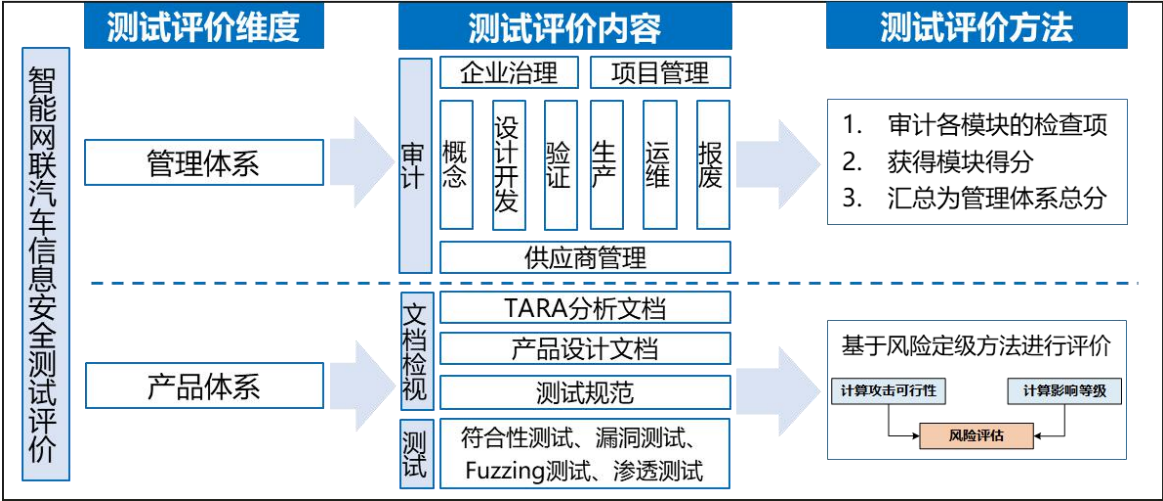 测试评价维度
测试评价内容
测试评价方法
智能网联汽车信息安全测试评价
管理体系
审计
企业治理
项目管理
概念
设计开发
验证
生产
运维
报废
供应商管理
1. 审计各模块的检查项
2. 获得模块得分
3. 汇总为管理体系总分
产品体系
文档检视
TARA分析文档
产品设计文档
测试规范
测试
符合性测试、漏洞测试、
Fuzzing测试、渗透测试
基于风险定级方法进行评价
计算攻击可行性
计算影响等级
风险评估